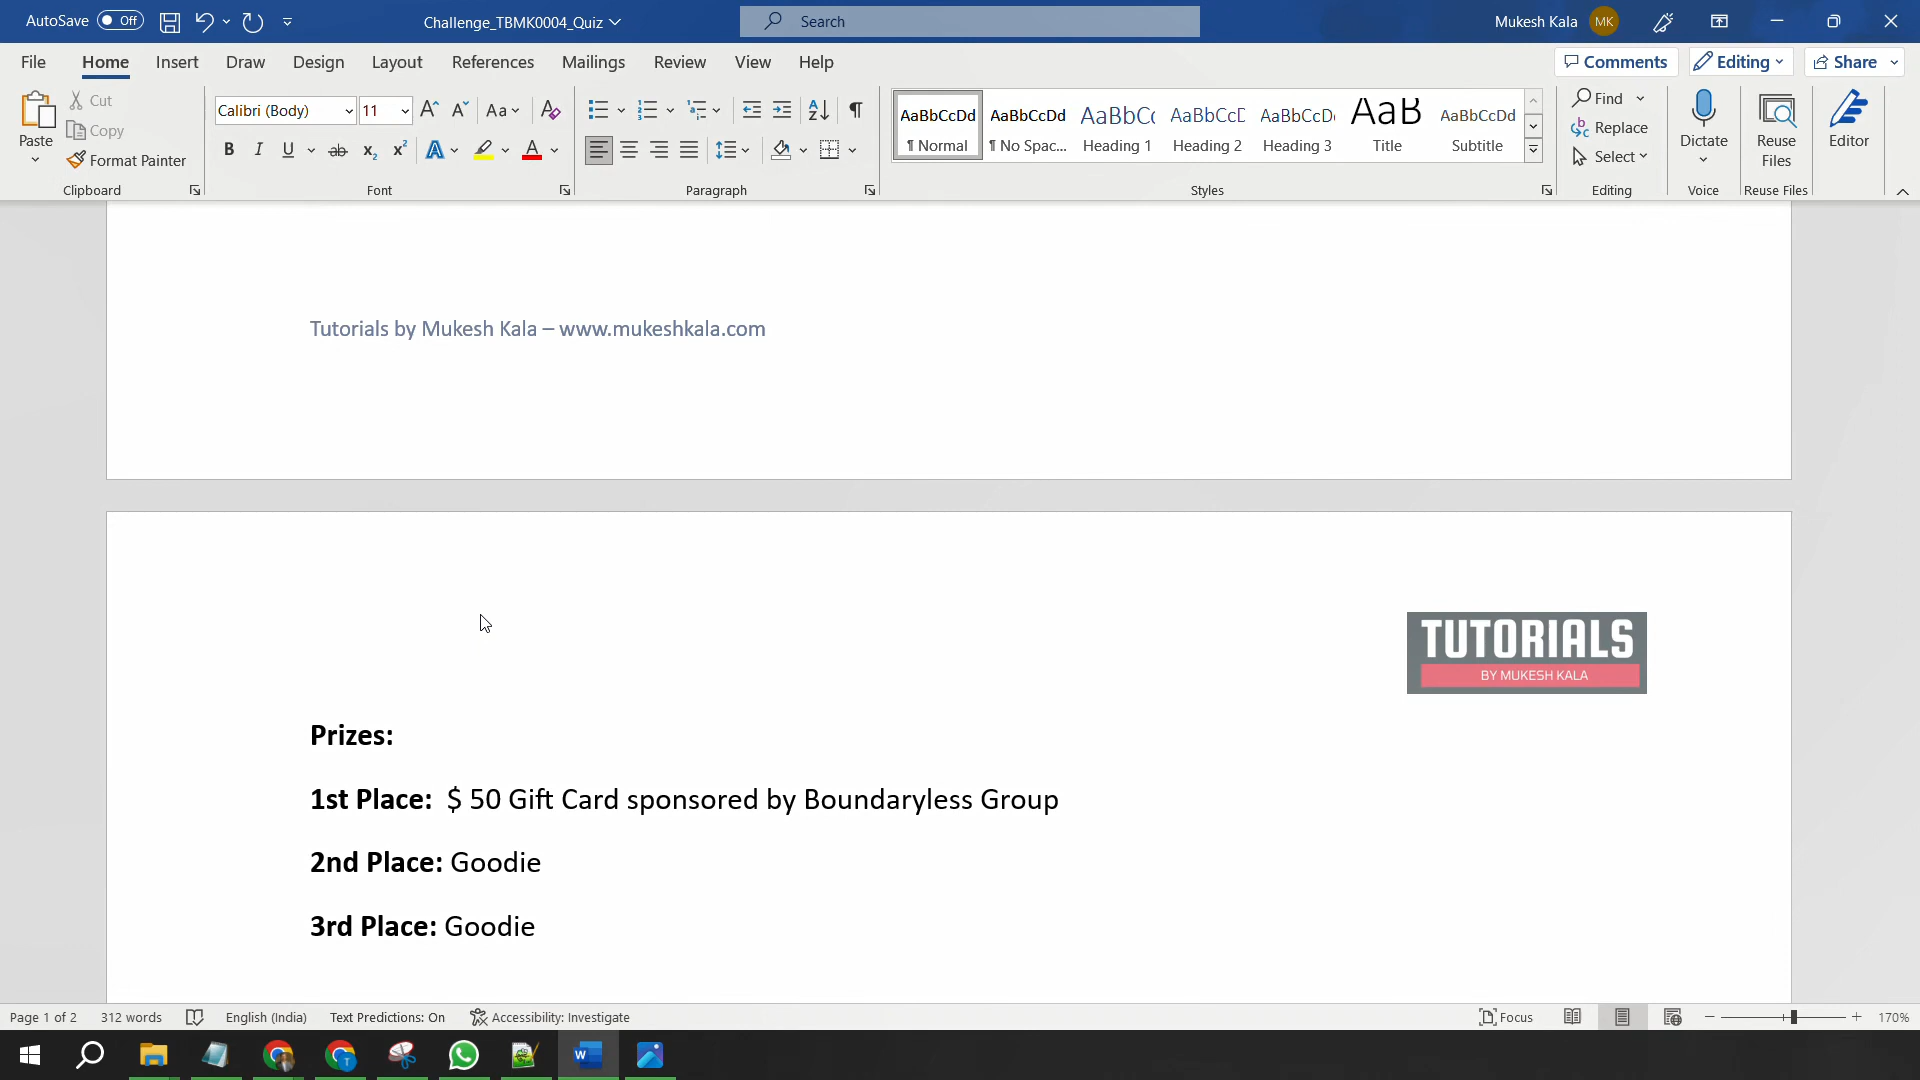 AutoSave Off Challenge_TBMK0004_Quiz Search Mukesh Kala MK
File Home Insert Draw Design Layout References Mailings Review View Help Comments Editing Share
Paste Cut Copy Format Painter
Calibri (Body) 11 A A Aa A
B I U ab x₂ x² A A
AaBbCcDd AaBbCcDd AaBbCc AaBbCcD AaBbCcD AaB AaBbCcDd
¶ Normal ¶ No Spac... Heading 1 Heading 2 Heading 3 Title Subtitle
Find
Replace
Select
Dictate
Reuse Files
Editor
Clipboard Font Paragraph Styles Editing Voice Reuse Files
Tutorials by Mukesh Kala – www.mukeshkala.com
TUTORIALS
BY MUKESH KALA
Prizes:
1st Place: $ 50 Gift Card sponsored by Boundaryless Group
2nd Place: Goodie
3rd Place: Goodie
Page 1 of 2 312 words English (India) Text Predictions: On Accessibility: Investigate Focus 170%